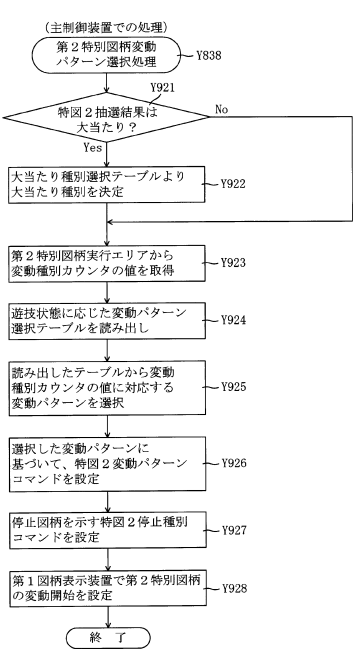 （主制御装置での処理）
第２特別図柄変動
パターン選択処理
Y838
Y921
特図２抽選結果は
大当たり？
No
Yes
大当たり種別選択テーブルより
大当たり種別を決定
Y922
第２特別図柄実行エリアから
変動種別カウンタの値を取得
Y923
遊技状態に応じた変動パターン
選択テーブルを読み出し
Y924
読み出したテーブルから変動
種別カウンタの値に対応する
変動パターンを選択
Y925
選択した変動パターンに
基づいて、特図２変動パターン
コマンドを設定
Y926
停止図柄を示す特図２停止種別
コマンドを設定
Y927
第１図柄表示装置で第２特別図柄
の変動開始を設定
Y928
終 了